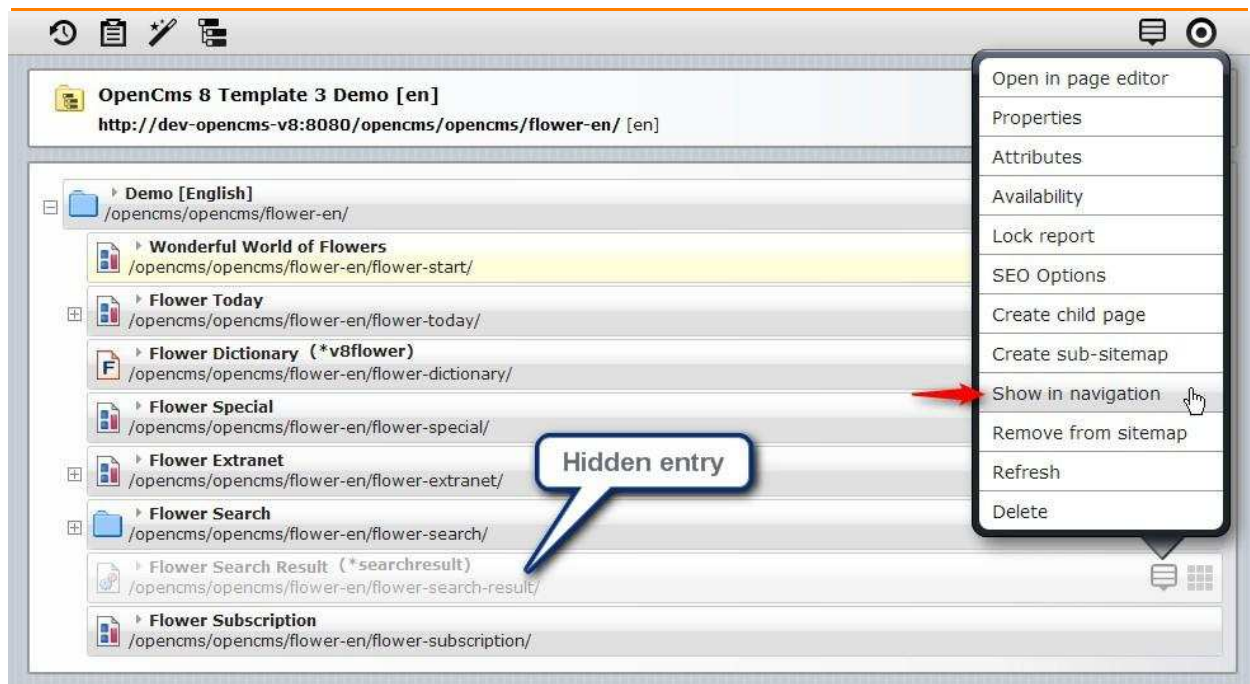 OpenCms 8 Template 3 Demo [en]
http://dev-opencms-v8:8080/opencms/opencms/flower-en/ [en]
Demo [English]
/opencms/opencms/flower-en/
Wonderful World of Flowers
/opencms/opencms/flower-en/flower-start/
Flower Today
/opencms/opencms/flower-en/flower-today/
Flower Dictionary (*v8flower)
/opencms/opencms/flower-en/flower-dictionary/
Flower Special
/opencms/opencms/flower-en/flower-special/
Flower Extranet
/opencms/opencms/flower-en/flower-extranet/
Flower Search
/opencms/opencms/flower-en/flower-search/
Flower Search Result (*searchresult)
/opencms/opencms/flower-en/flower-search-result/
Flower Subscription
/opencms/opencms/flower-en/flower-subscription/
Hidden entry
Open in page editor
Properties
Attributes
Availability
Lock report
SEO Options
Create child page
Create sub-sitemap
Show in navigation
Remove from sitemap
Refresh
Delete